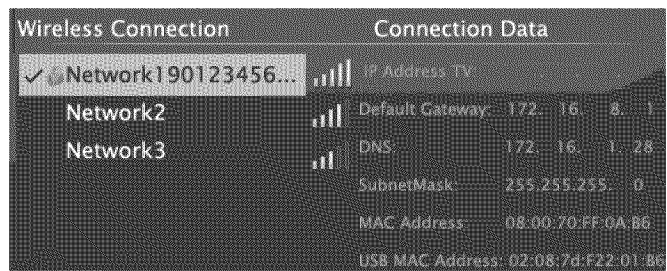 Wireless Connection
Connection Data
✓ Network190123456...
Network2
Network3
IP Address TV:
Default Gateway: 172. 16. 8. 1
DNS: 172. 16. 1. 28
SubnetMask: 255.255.255. 0
MAC Address 08:00:70:FF:0A:B6
USB MAC Address: 02:08:7d:F22:01:B6